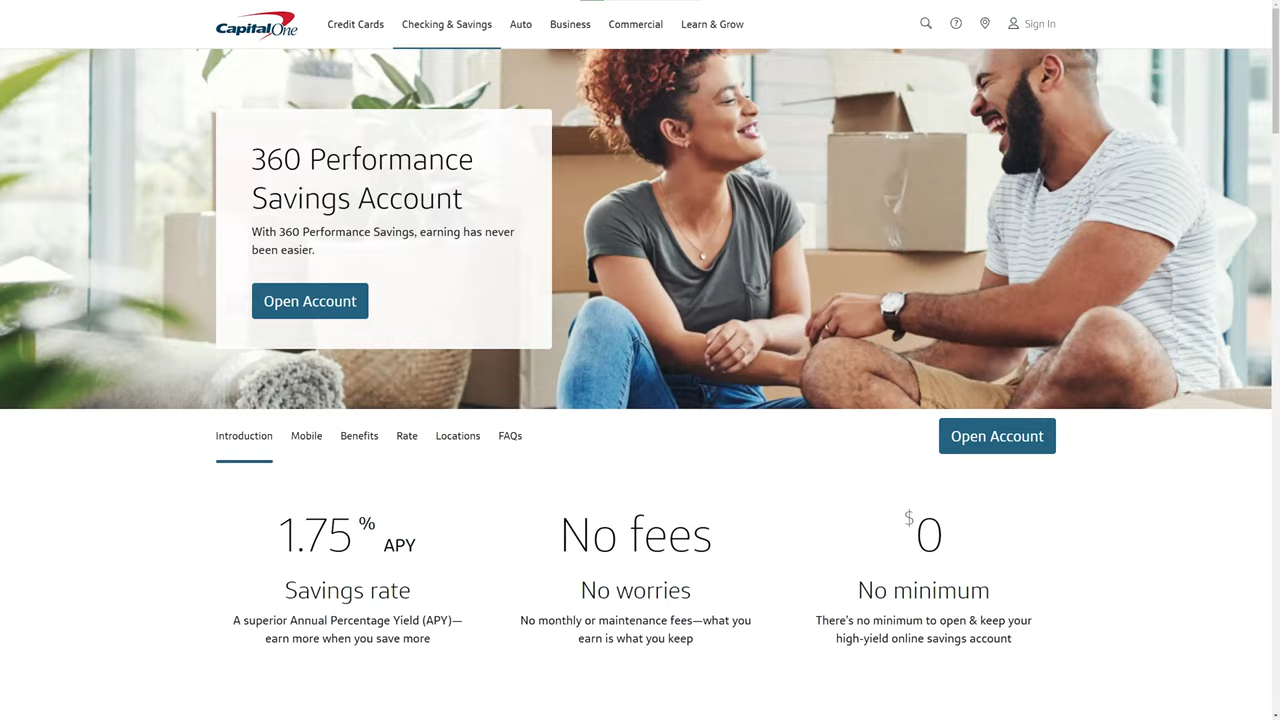 CapitalOne
Credit Cards
Checking & Savings
Auto
Business
Commercial
Learn & Grow
Sign In
360 Performance
Savings Account
With 360 Performance Savings, earning has never
been easier.
Open Account
Introduction
Mobile
Benefits
Rate
Locations
FAQs
Open Account
1.75 % APY
Savings rate
A superior Annual Percentage Yield (APY)—
earn more when you save more
No fees
No worries
No monthly or maintenance fees—what you
earn is what you keep
$0
No minimum
There's no minimum to open & keep your
high-yield online savings account